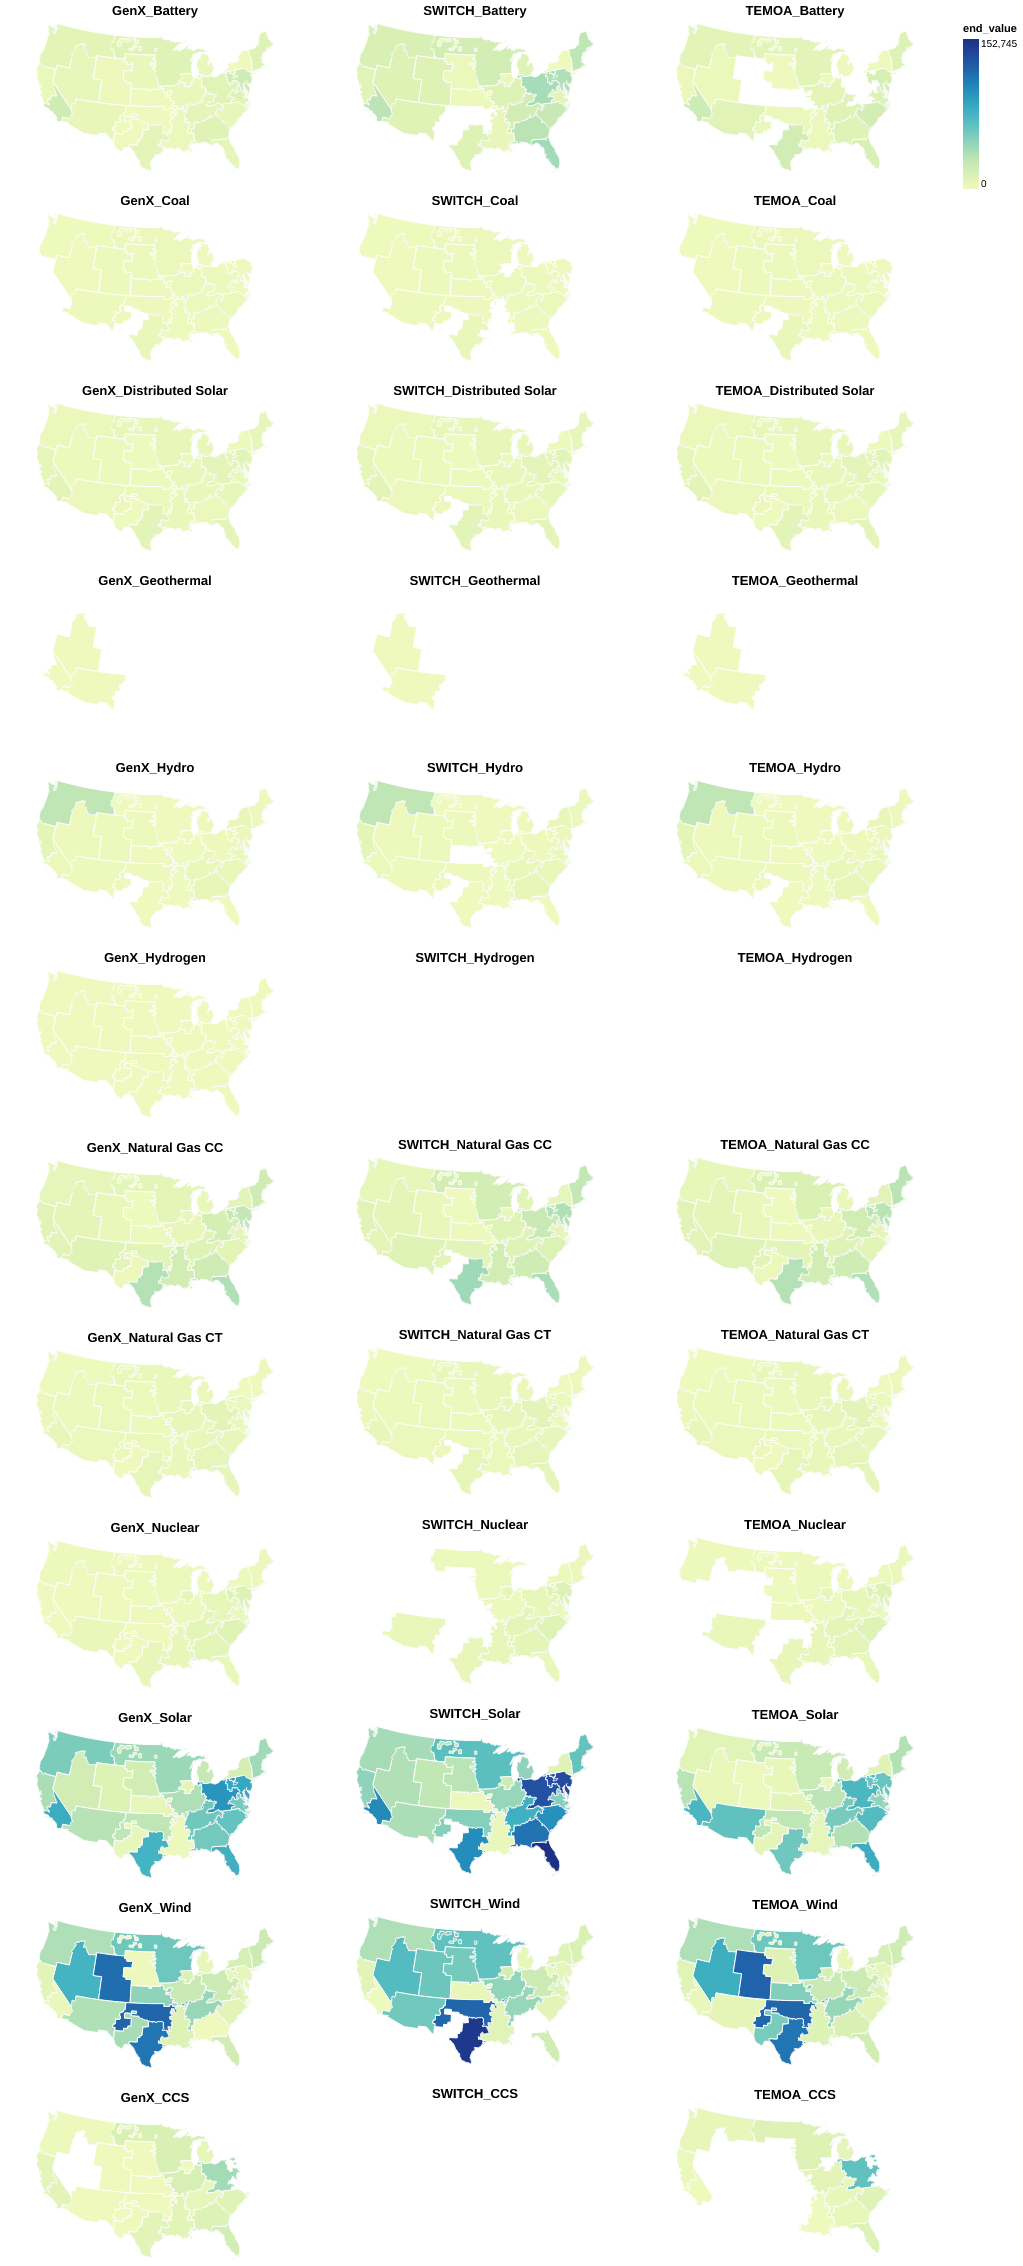 GenX_Battery SWITCH_Battery TEMOA_Battery
end_value
152,745
0
GenX_Coal SWITCH_Coal TEMOA_Coal
GenX_Distributed Solar SWITCH_Distributed Solar TEMOA_Distributed Solar
GenX_Geothermal SWITCH_Geothermal TEMOA_Geothermal
GenX_Hydro SWITCH_Hydro TEMOA_Hydro
GenX_Hydrogen SWITCH_Hydrogen TEMOA_Hydrogen
GenX_Natural Gas CC SWITCH_Natural Gas CC TEMOA_Natural Gas CC
GenX_Natural Gas CT SWITCH_Natural Gas CT TEMOA_Natural Gas CT
GenX_Nuclear SWITCH_Nuclear TEMOA_Nuclear
GenX_Solar SWITCH_Solar TEMOA_Solar
GenX_Wind SWITCH_Wind TEMOA_Wind
GenX_CCS SWITCH_CCS TEMOA_CCS